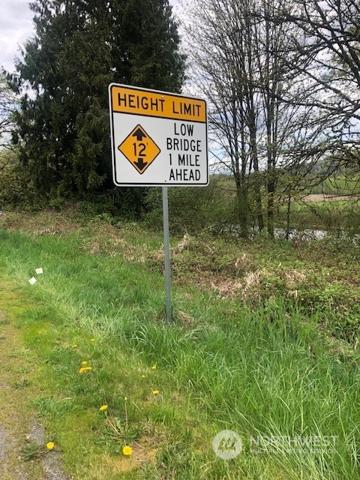 HEIGHT LIMIT
12'
LOW
BRIDGE
1 MILE
AHEAD
NORTHWEST